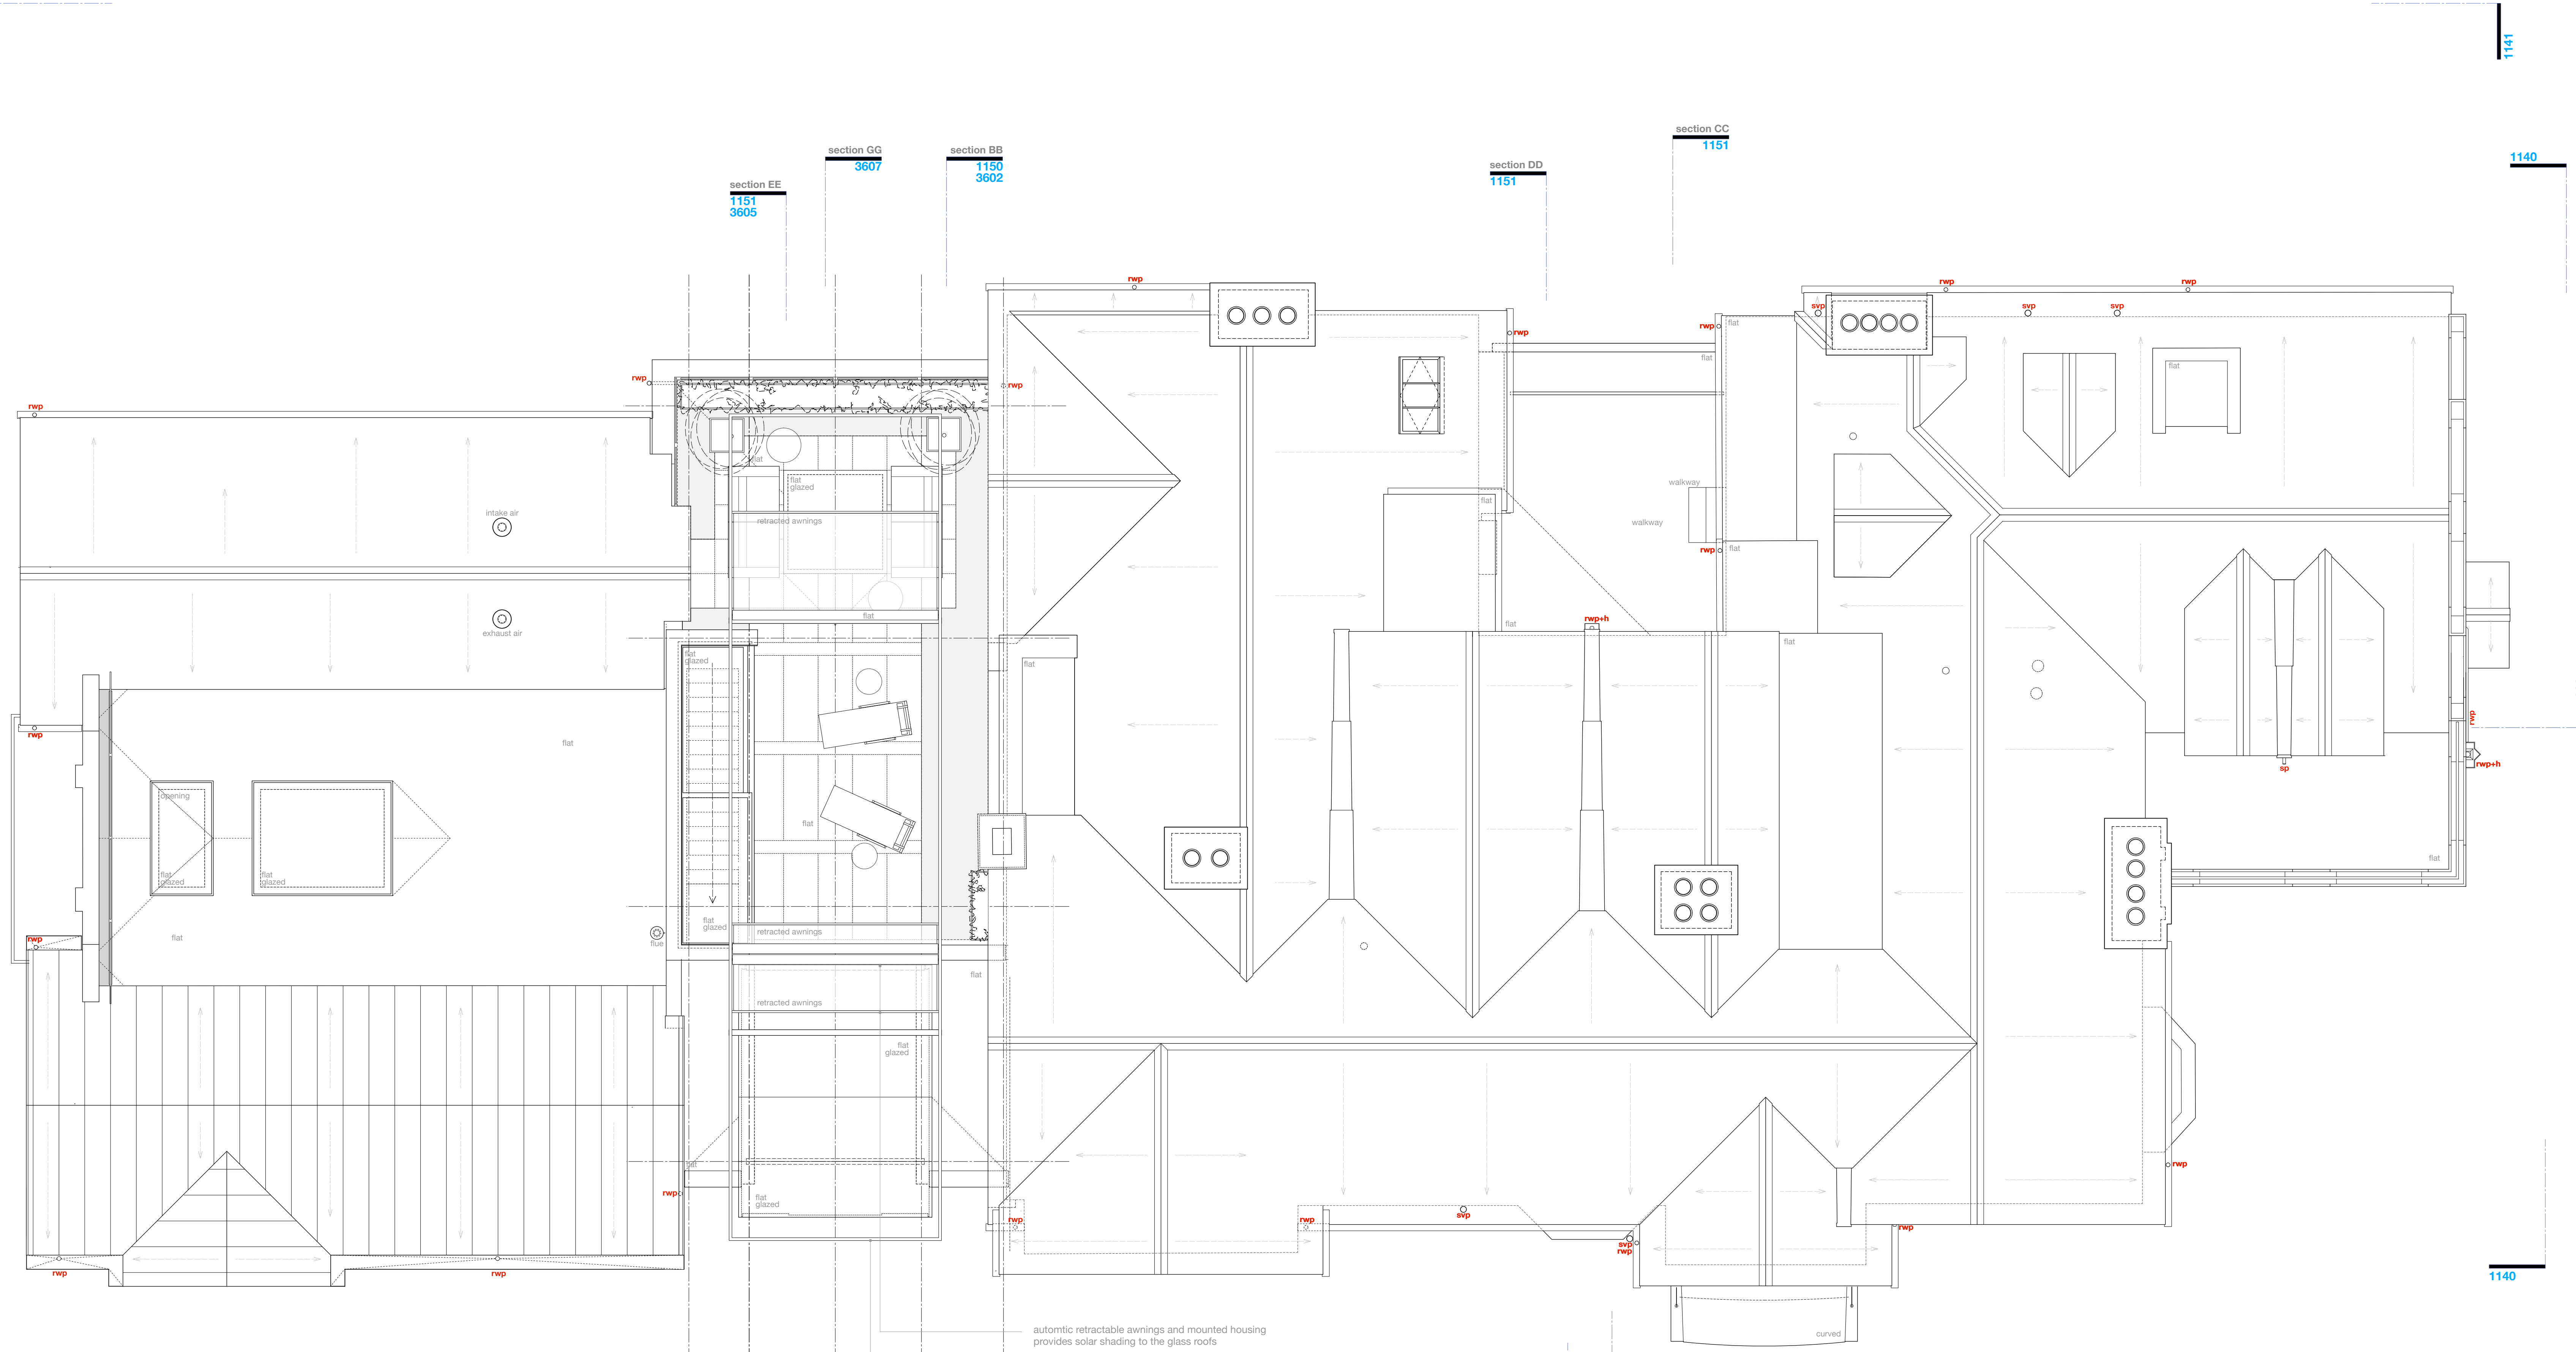 1141
section CC
1151
section GG
3607
section BB
1150
3602
section DD
1151
1140
section EE
1151
3605
rwp
rwp
rwp
svp
svp
svp
rwp
rwp
flat
flat
flat
rwp
rwp
rwp
flat
flat
glazed
retracted awnings
walkway
walkway
flat
intake air
rwp
flat
exhaust air
flat
flat
rwp+h
flat
flat
glazed
flat
rwp
flat
rwp
rwp+h
sp
opening
flat
flat
glazed
flat
glazed
flat
flat
glazed
retracted awnings
flat
rwp
flue
flat
retracted awnings
flat
glazed
flat
rwp
rwp
flat
glazed
rwp
rwp
svp
rwp
svp
rwp
rwp
rwp
1140
automtic retractable awnings and mounted housing
provides solar shading to the glass roofs
curved